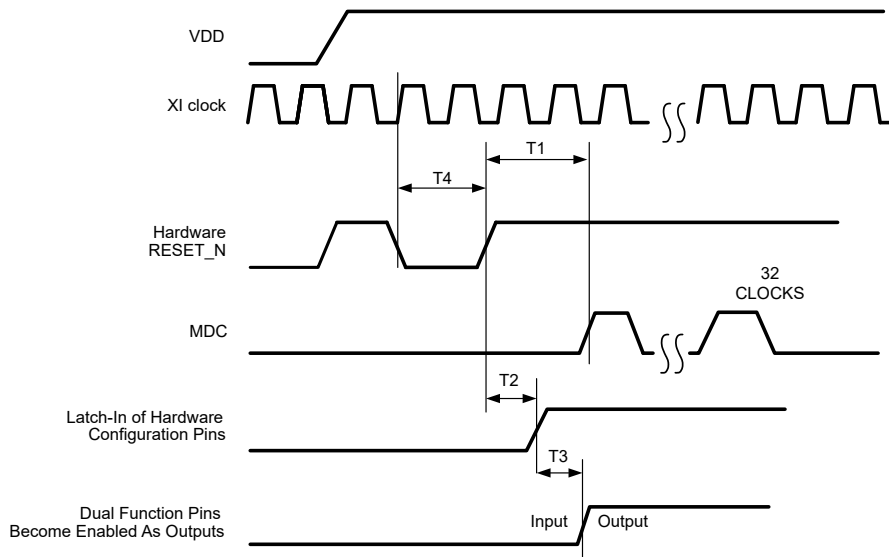 VDD
XI clock
T1
T4
Hardware
RESET_N
32
CLOCKS
MDC
T2
Latch-In of Hardware
Configuration Pins
T3
Dual Function Pins
Become Enabled As Outputs
Input
Output